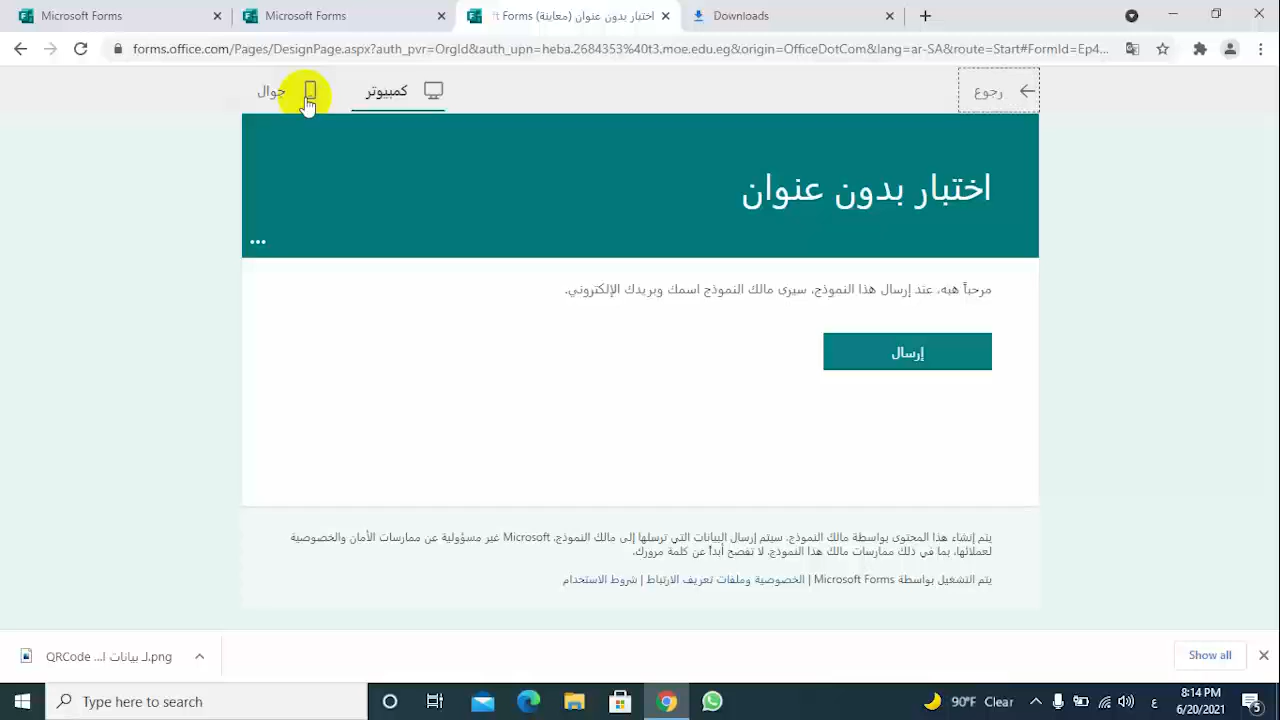 Microsoft Forms
Microsoft Forms
اختبار بدون عنوان (معاينة) t Forms
Downloads
forms.office.com/Pages/DesignPage.aspx?auth_pvr=OrgId&auth_upn=heba.2684353%40t3.moe.edu.eg&origin=OfficeDotCom&lang=ar-SA&route=Start#FormId=Ep4...
رجوع
كمبيوتر
جوال
اختبار بدون عنوان
...
مرحباً هبه، عند إرسال هذا النموذج، سيرى مالك النموذج اسمك وبريدك الإلكتروني.
إرسال
يتم إنشاء هذا المحتوى بواسطة مالك النموذج. سيتم إرسال البيانات التي ترسلها إلى مالك النموذج. Microsoft غير مسؤولية عن ممارسات الأمان والخصوصية
لعملائها، بما في ذلك ممارسات مالك هذا النموذج. لا تفصح أبداً عن كلمة مرورك.
يتم التشغيل بواسطة Microsoft Forms | الخصوصية وملفات تعريف الارتباط | شروط الاستخدام
QRCode لـ بيانات ا....png
Show all
Type here to search
90°F Clear
ع
8:14 PM
6/20/2021
5